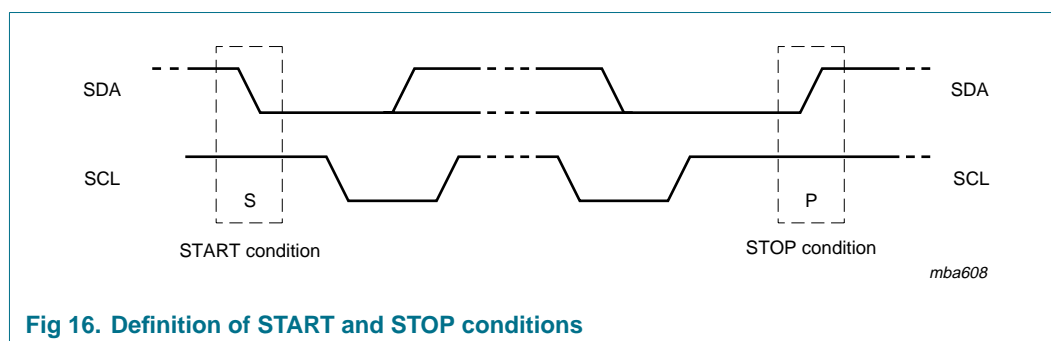 SDA
SDA
SCL
SCL
S
P
START condition
STOP condition
mba608
Fig 16. Definition of START and STOP conditions